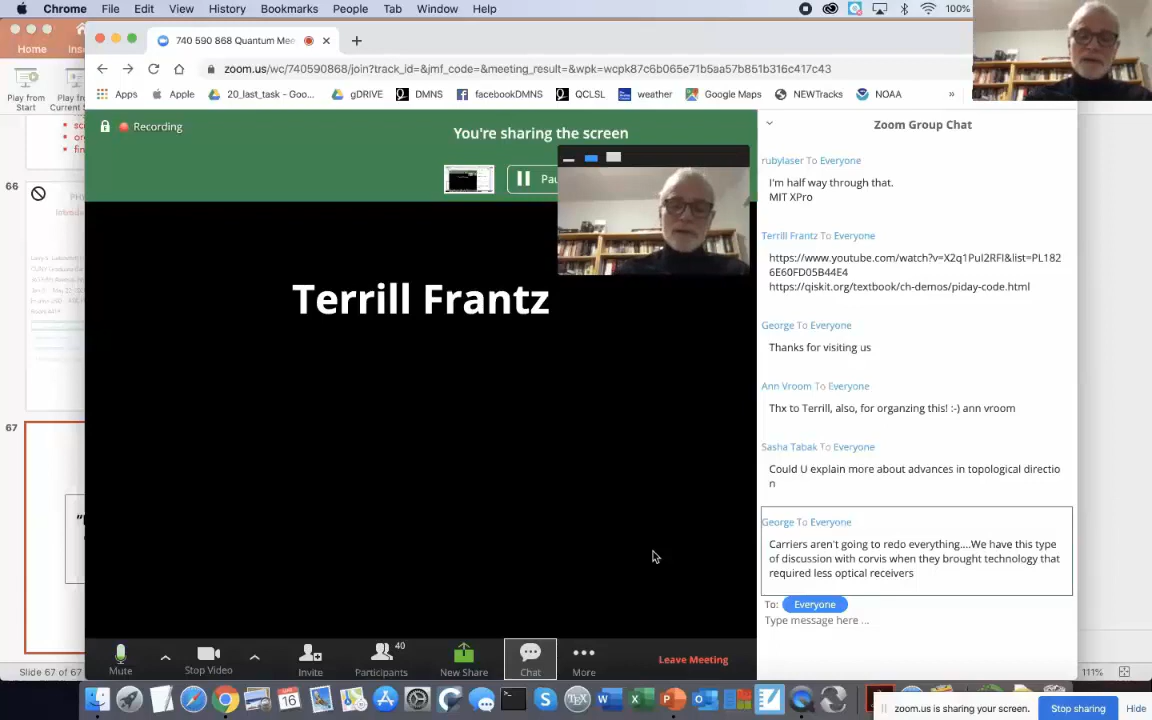 Chrome File Edit View History Bookmarks People Tab Window Help 100%
Home Inse
740 590 868 Quantum Me
zoom.us/wc/740590868/join?track_id=&jmf_code=&meeting_result=&wpk=wcpk87c6b065e71b5aa57b851b316c417c43
Play from Start
Play fr Current S
Apps Apple 20_last_task - Goo... gDRIVE DMNS facebookDMNS QCLSL weather Google Maps NEWTracks NOAA »
Recording
You're sharing the screen
Pau
Terrill Frantz
Zoom Group Chat
rubylaser To Everyone
I'm half way through that.
MIT XPro
Terrill Frantz To Everyone
https://www.youtube.com/watch?v=X2q1PuI2RFI&list=PL182
6E60FD05B44E4
https://qiskit.org/textbook/ch-demos/piday-code.html
George To Everyone
Thanks for visiting us
Ann Vroom To Everyone
Thx to Terrill, also, for organzing this! :-) ann vroom
Sasha Tabak To Everyone
Could U explain more about advances in topological directio
n
George To Everyone
Carriers aren't going to redo everything....We have this type
of discussion with corvis when they brought technology that
required less optical receivers
To: Everyone
Type message here ...
66
67
Mute Stop Video Invite Participants 40 New Share Chat More Leave Meeting
Slide 67 of 67
111%
zoom.us is sharing your screen. Stop sharing Hide